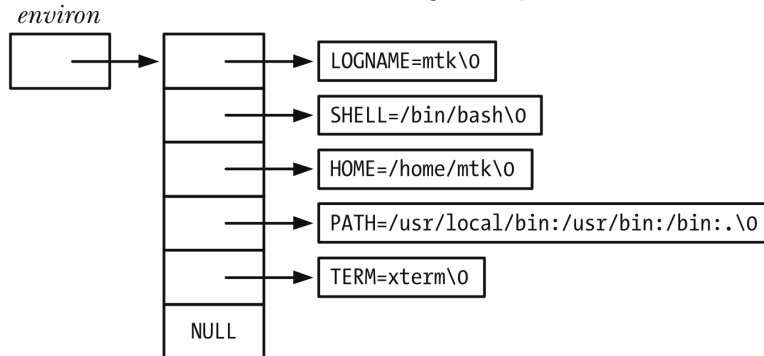 environ
LOGNAME=mtk\0
SHELL=/bin/bash\0
HOME=/home/mtk\0
PATH=/usr/local/bin:/usr/bin:/bin:.\0
TERM=xterm\0
NULL